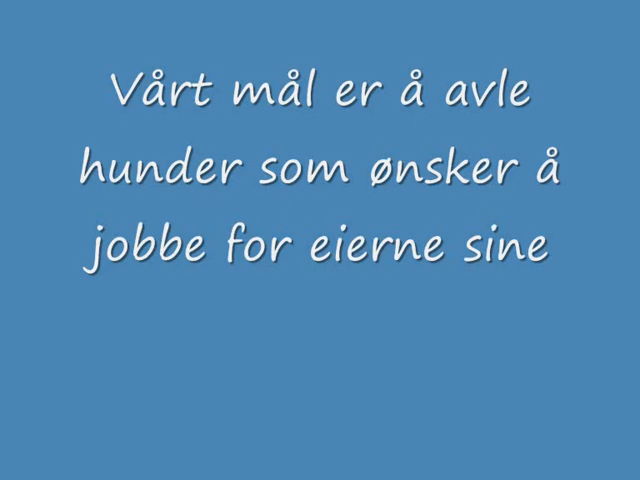 Vårt mål er å avle
hunder som ønsker å
jobbe for eierne sine